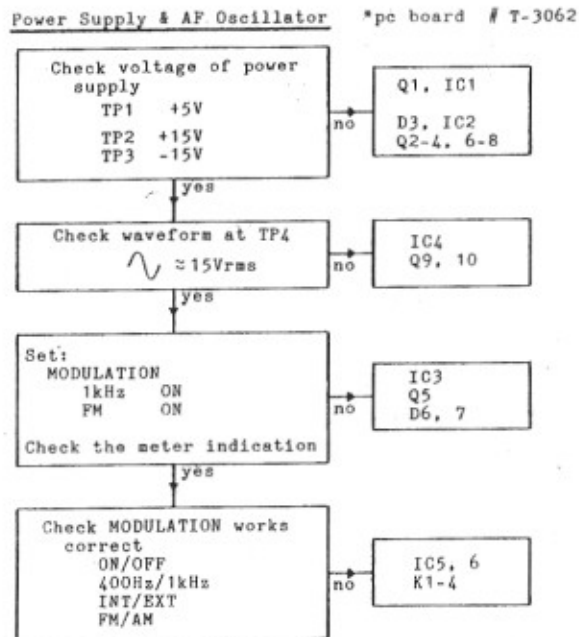 Power Supply & AF Oscillator *pc board # T-3062
Check voltage of power
supply
TP1 +5V
TP2 +15V
TP3 -15V
no
Q1, IC1
D3, IC2
Q2-4, 6-8
yes
Check waveform at TP4
≈15Vrms
no
IC4
Q9, 10
yes
Set:
MODULATION
1kHz ON
FM ON
Check the meter indication
no
IC3
Q5
D6, 7
yes
Check MODULATION works
correct
ON/OFF
400Hz/1kHz
INT/EXT
FM/AM
no
IC5, 6
K1-4